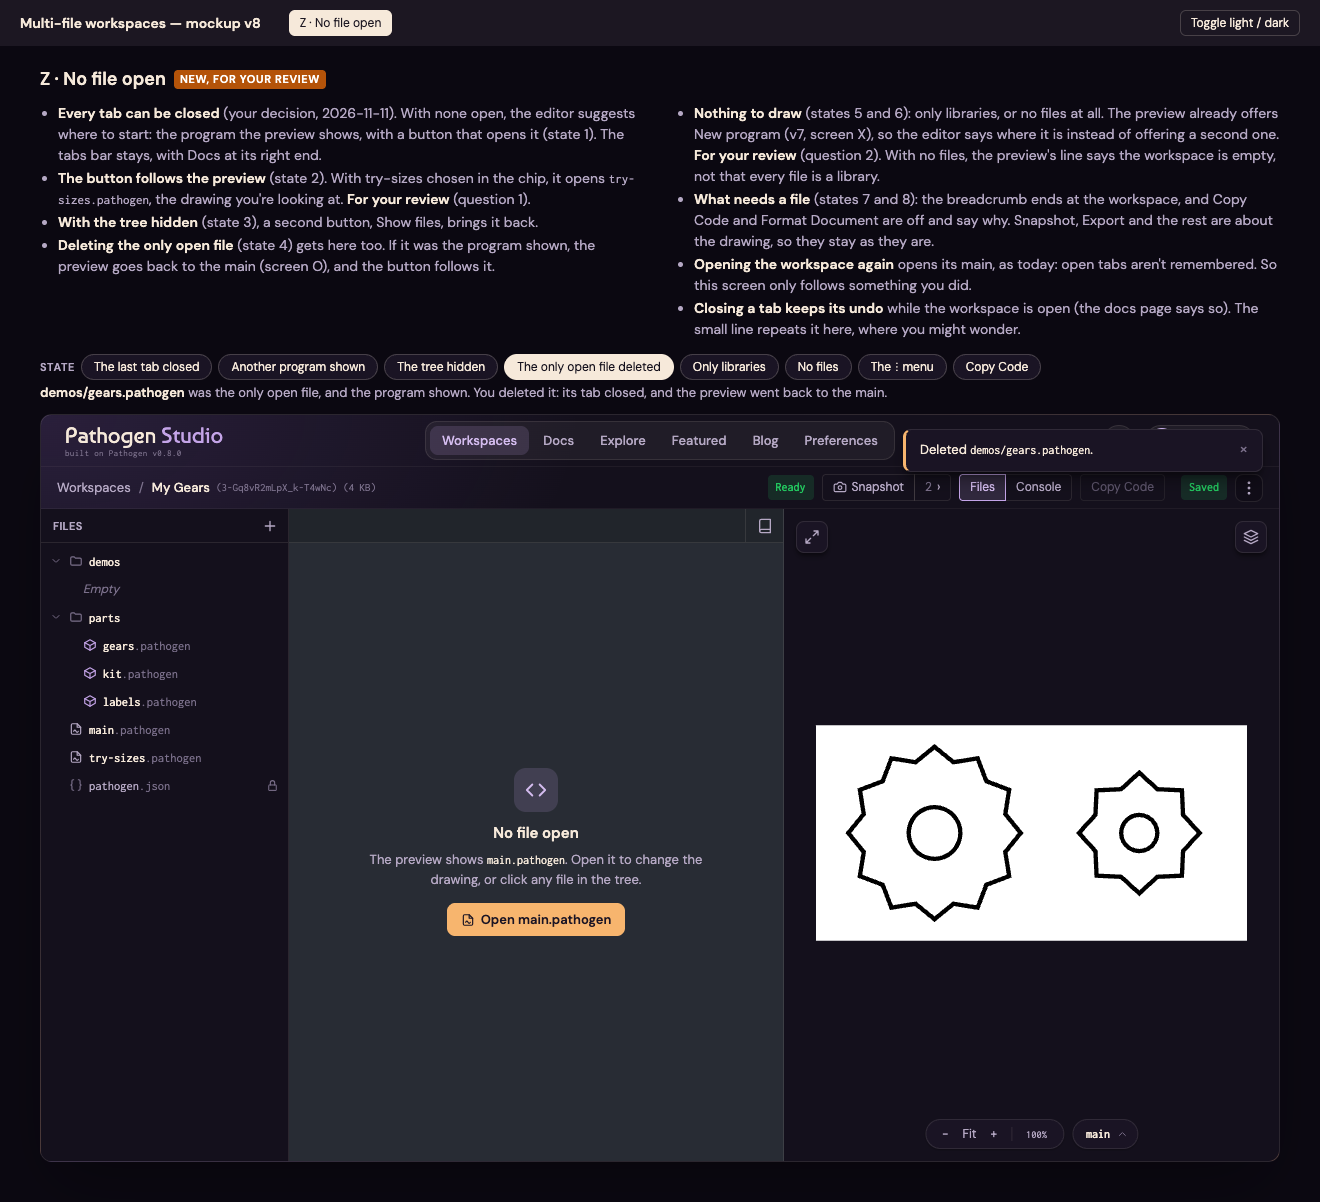 Multi-file workspaces — mockup v8
Z · No file open
Toggle light / dark
Z · No file open
NEW, FOR YOUR REVIEW
Every tab can be closed (your decision, 2026-11-11). With none open, the editor suggests
where to start: the program the preview shows, with a button that opens it (state 1). The
tabs bar stays, with Docs at its right end.
The button follows the preview (state 2). With try-sizes chosen in the chip, it opens try-
sizes.pathogen, the drawing you're looking at. For your review (question 1).
With the tree hidden (state 3), a second button, Show files, brings it back.
Deleting the only open file (state 4) gets here too. If it was the program shown, the
preview goes back to the main (screen O), and the button follows it.
Nothing to draw (states 5 and 6): only libraries, or no files at all. The preview already offers
New program (v7, screen X), so the editor says where it is instead of offering a second one.
For your review (question 2). With no files, the preview's line says the workspace is empty,
not that every file is a library.
What needs a file (states 7 and 8): the breadcrumb ends at the workspace, and Copy
Code and Format Document are off and say why. Snapshot, Export and the rest are about
the drawing, so they stay as they are.
Opening the workspace again opens its main, as today: open tabs aren't remembered. So
this screen only follows something you did.
Closing a tab keeps its undo while the workspace is open (the docs page says so). The
small line repeats it here, where you might wonder.
STATE
The last tab closed
Another program shown
The tree hidden
The only open file deleted
Only libraries
No files
The ⋮ menu
Copy Code
demos/gears.pathogen was the only open file, and the program shown. You deleted it: its tab closed, and the preview went back to the main.
Pathogen Studio
built on Pathogen v0.8.0
Workspaces
Docs
Explore
Featured
Blog
Preferences
Deleted demos/gears.pathogen.
×
Workspaces / My Gears (3-Gq8vR2mLpX_k-T4wNc) (4 KB)
Ready
Snapshot
2 ›
Files
Console
Copy Code
Saved
FILES
demos
Empty
parts
gears.pathogen
kit.pathogen
labels.pathogen
main.pathogen
try-sizes.pathogen
{} pathogen.json
No file open
The preview shows main.pathogen. Open it to change the
drawing, or click any file in the tree.
Open main.pathogen
- Fit + 100%
main